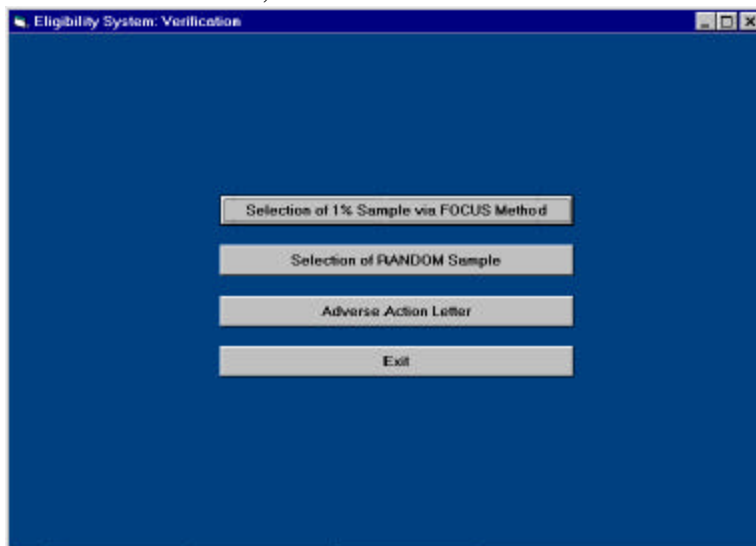 Eligibility System: Verification
Selection of 1% Sample via FOCUS Method
Selection of RANDOM Sample
Adverse Action Letter
Exit